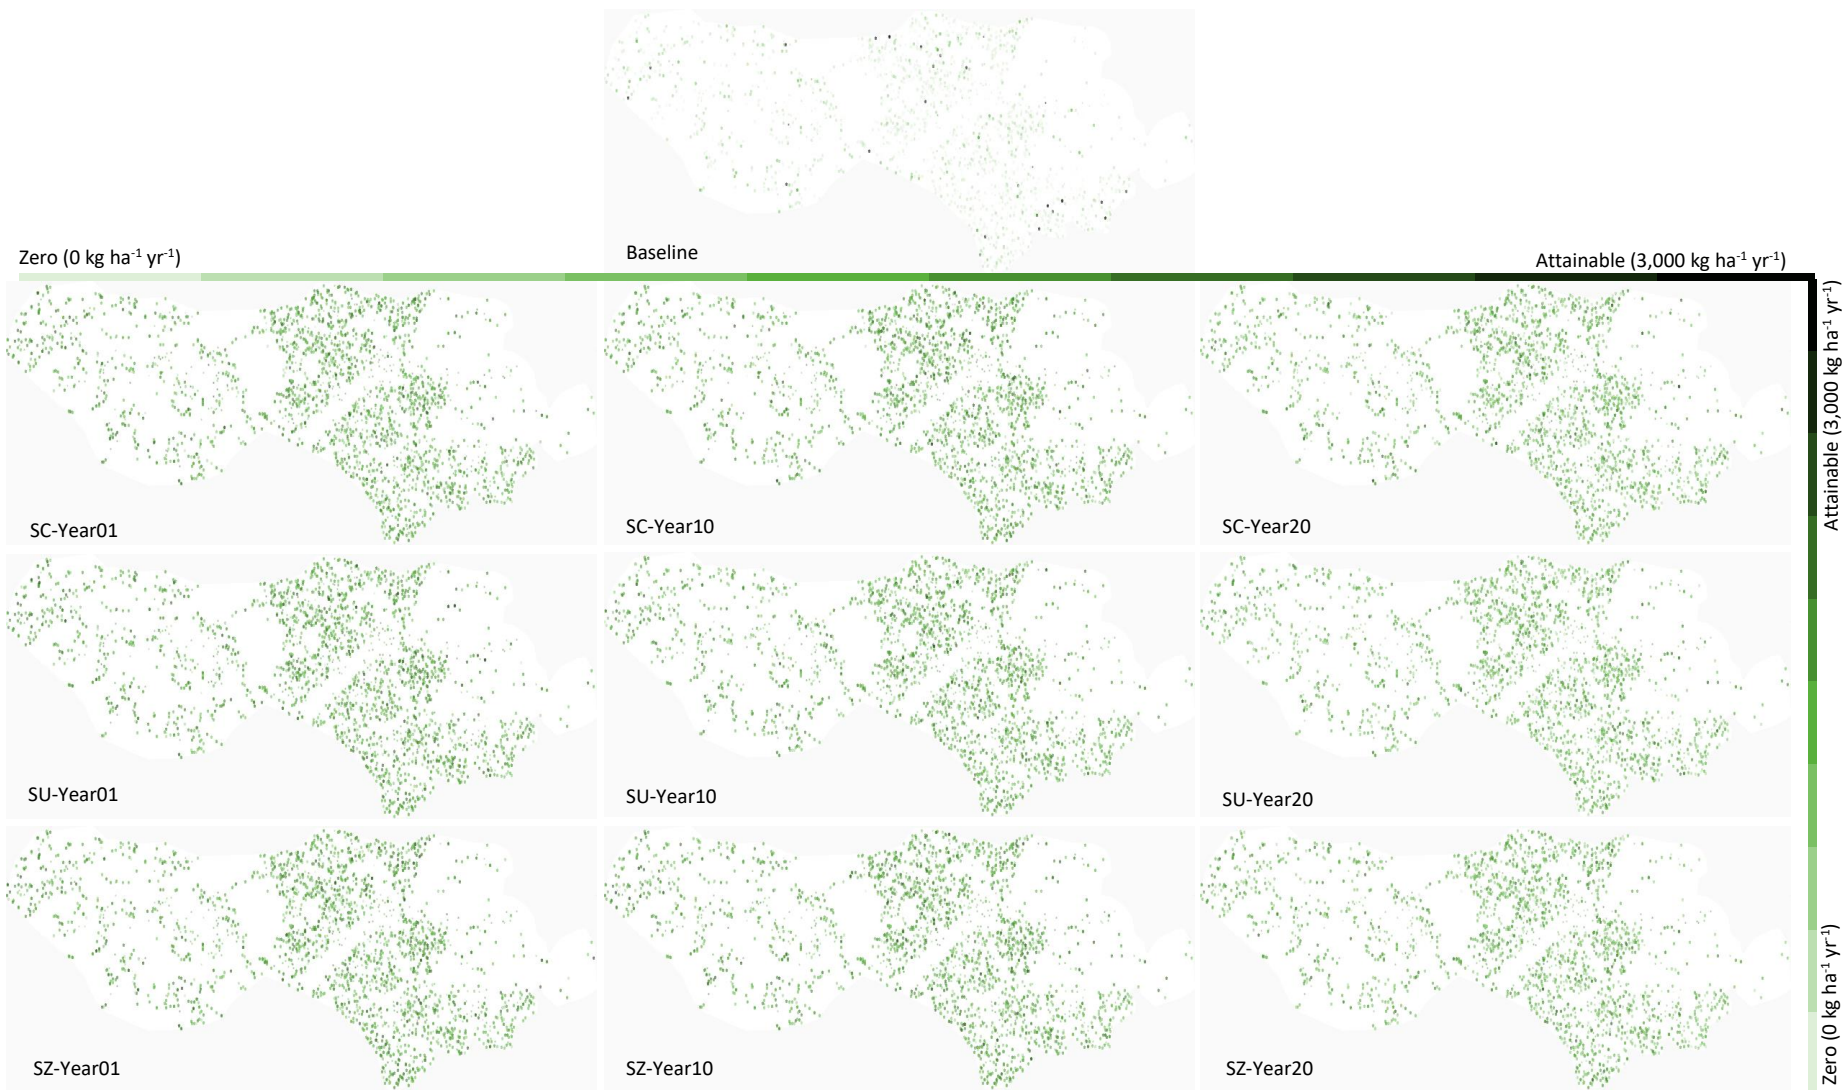 Zero (0 kg ha⁻¹ yr⁻¹)
Baseline
Attainable (3,000 kg ha⁻¹ yr⁻¹)
Attainable (3,000 kg ha⁻¹ yr⁻¹)
SC-Year01
SC-Year10
SC-Year20
SU-Year01
SU-Year10
SU-Year20
Zero (0 kg ha⁻¹ yr⁻¹)
SZ-Year01
SZ-Year10
SZ-Year20